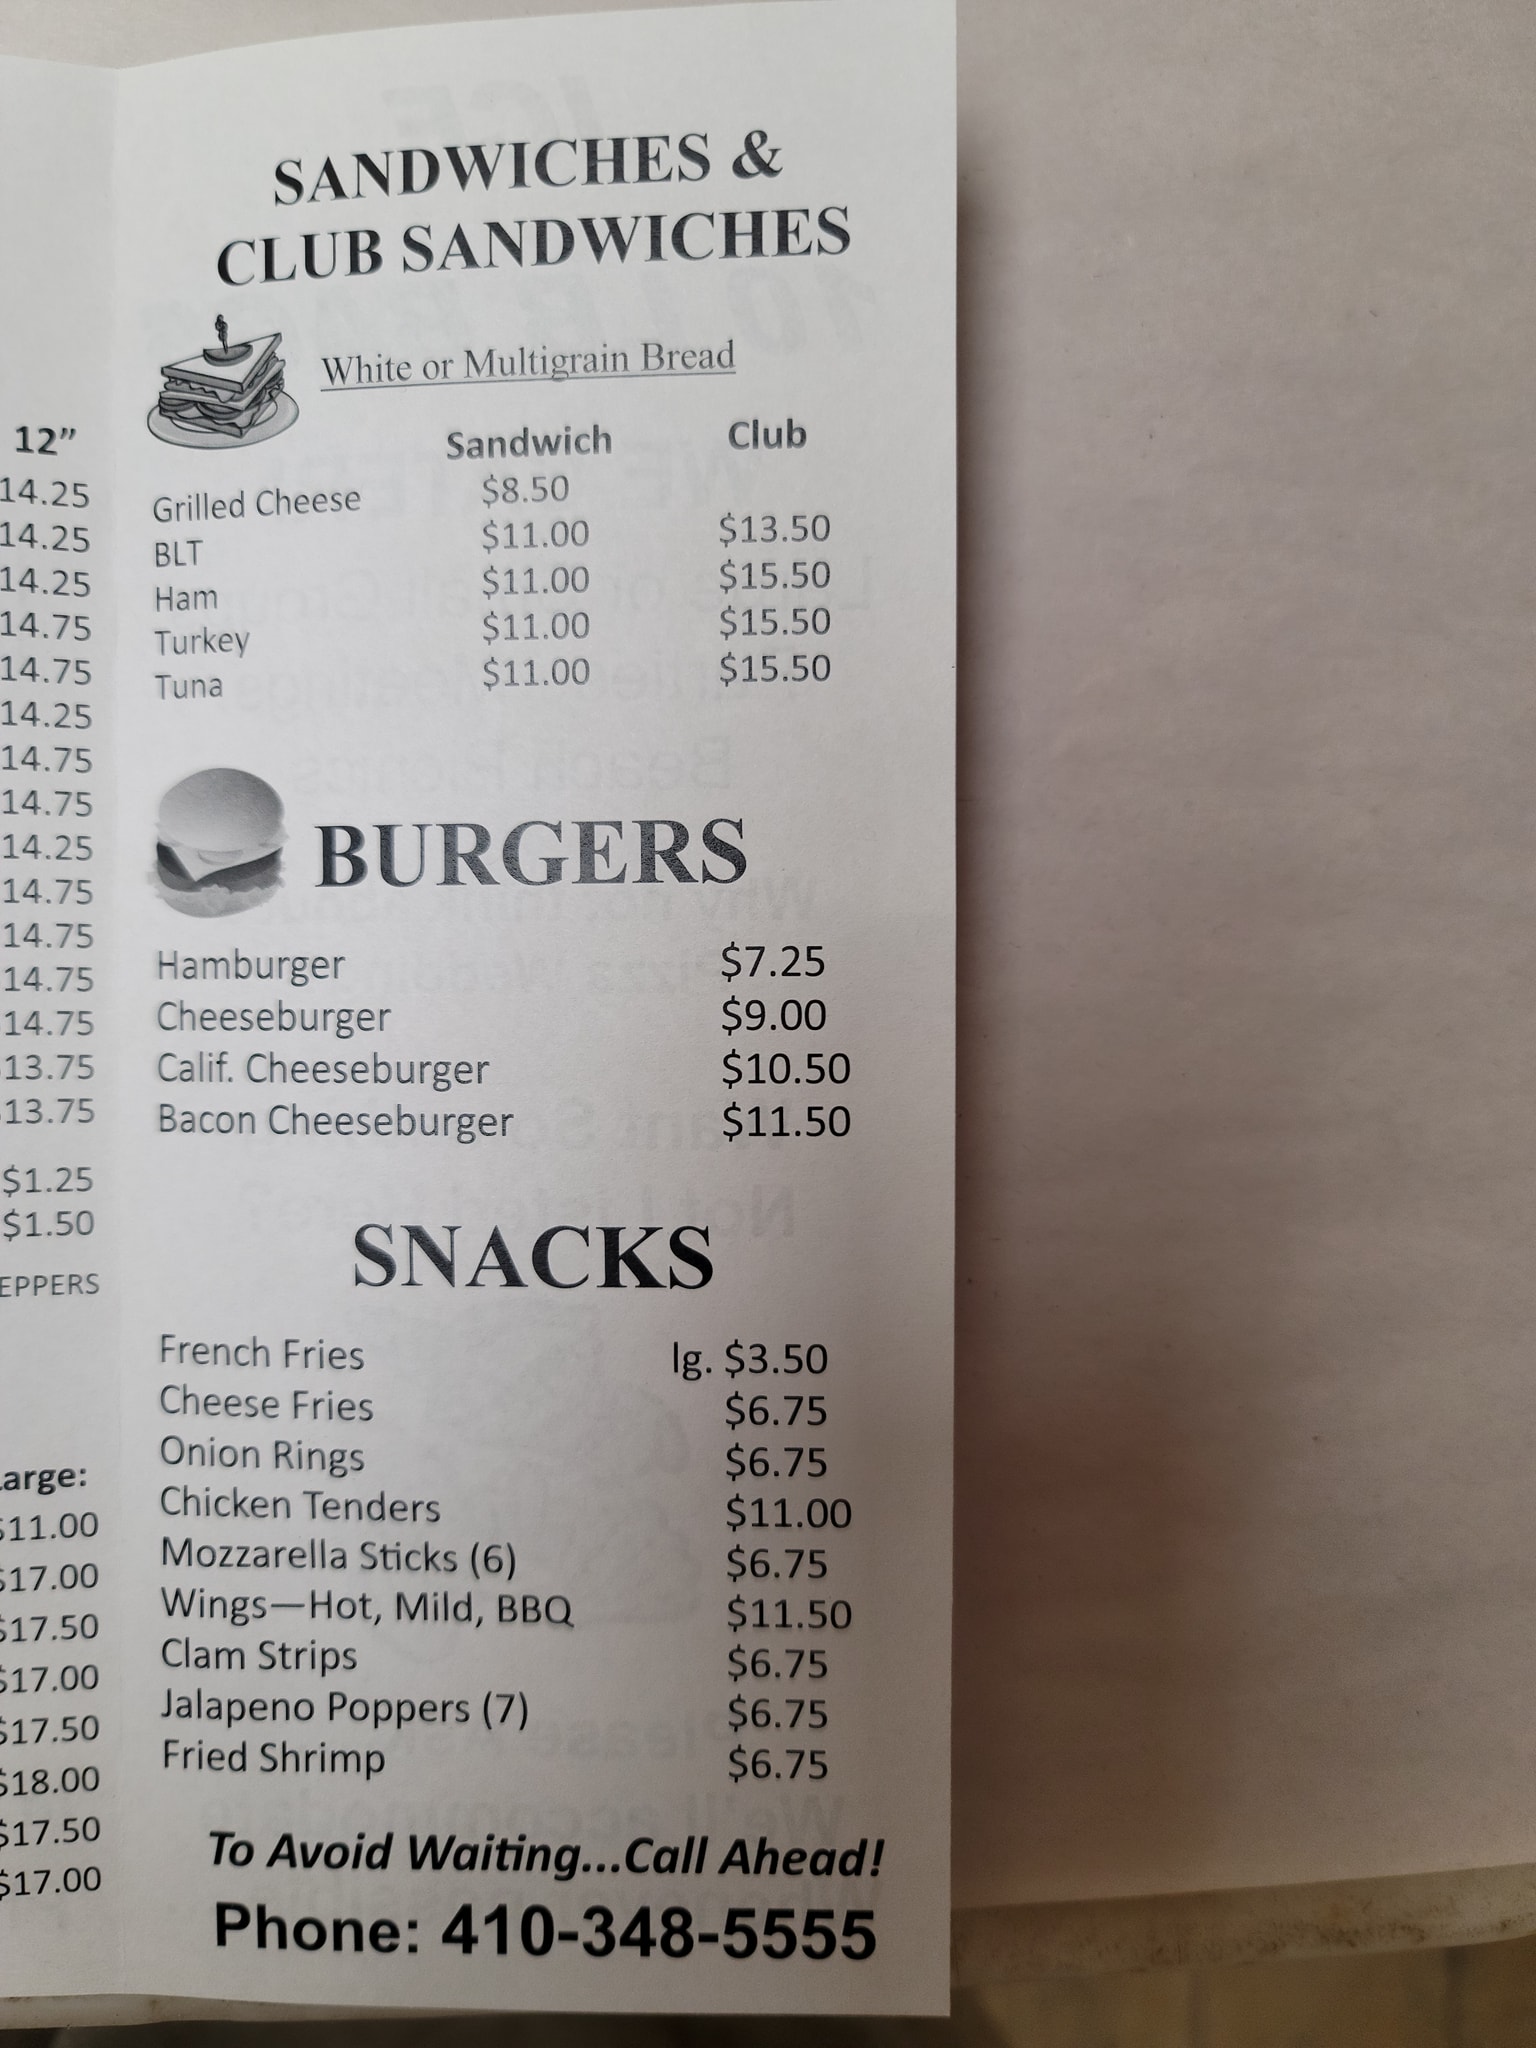 SANDWICHES &
CLUB SANDWICHES
White or Multigrain Bread
Sandwich Club
Grilled Cheese $8.50
BLT $11.00 $13.50
Ham $11.00 $15.50
Turkey $11.00 $15.50
Tuna $11.00 $15.50
BURGERS
Hamburger $7.25
Cheeseburger $9.00
Calif. Cheeseburger $10.50
Bacon Cheeseburger $11.50
SNACKS
French Fries lg. $3.50
Cheese Fries $6.75
Onion Rings $6.75
Chicken Tenders $11.00
Mozzarella Sticks (6) $6.75
Wings—Hot, Mild, BBQ $11.50
Clam Strips $6.75
Jalapeno Poppers (7) $6.75
Fried Shrimp $6.75
To Avoid Waiting...Call Ahead!
Phone: 410-348-5555
12”
14.25
14.25
14.25
14.75
14.75
14.25
14.75
14.75
14.25
14.75
14.75
14.75
14.75
13.75
13.75
$1.25
$1.50
EPPERS
arge:
$11.00
$17.00
$17.50
$17.00
$17.50
$18.00
$17.50
$17.00